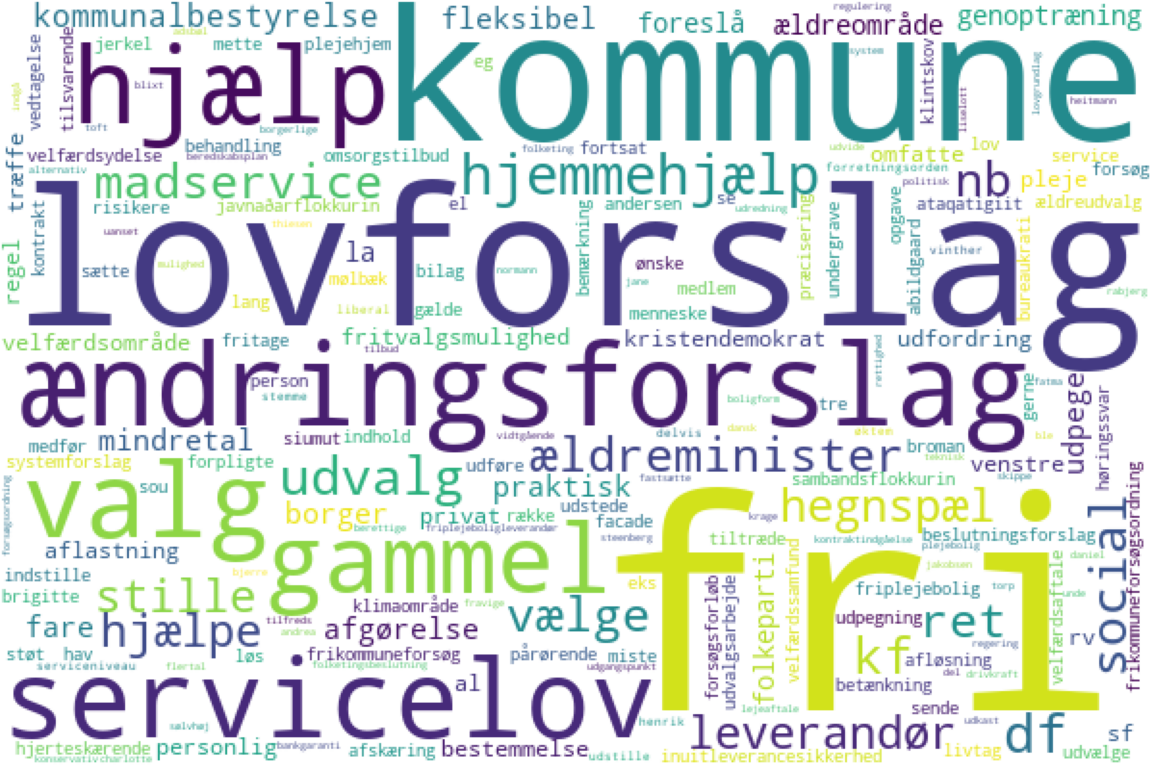 kommunalbestyrelse
adsbøl
fleksibel
foreslå
regulering
ældreområde
genoptræning
hjælp
kommune
jerkel
mette
plejehjem
eg
system
indgå
vedtagelse
tilsvarende
blixt
klintskov
liselott
lovgrundlag
heitmann
toft
borgerlige
træffe
velfærdsydelse
behandling
beredskabsplan
omsorgstilbud
folketing
fortsat
udvide
forretningsorden
omfatte
lov
service
forsøg
alternativ
madservice
hjemmehjælp
politisk
nb
pleje
ældreudvalg
regel
kontrakt
risikere
javnaðarflokkurin
el
bemærkning
andersen
se
udredning
præcisering
undergrave
opgave
ataqatigiit
uanset
thiesen
lovforslag
sætte
mulighed
la
mølbæk
bilag
normann
ønske
jane
medlem
abildgaard
vinther
bureaukrati
rabjerg
lang
liberal
gælde
menneske
velfærdsområde
fritage
fritvalgsmulighed
tilbud
kristendemokrat
rettighed
udfordring
ændringsforslag
person
stemme
boligform
tre
gerne
fatma
udpege
høringssvar
medfør
mindretal
siumut
indhold
vidtgående
delvis
dansk
øktem
ble
systemforslag
forpligte
udvalg
udføre
ældreminister
fastsætte
broman
teknisk
venstre
skippe
forsøgsordning
valg
sou
praktisk
sambandsflokkurin
borger
privat
række
udstede
hegnspæl
berettige
friplejeboligleverandør
facade
steenberg
krage
tiltræde
kontraktindgåelse
beslutningsforslag
plejebolig
social
frikommuneforsøgsordning
aflastning
gammel
fri
jakobsen
daniel
indstille
bjerre
eks
folkeparti
velfærdssamfund
friplejebolig
torp
unde
velfærdsaftale
brigitte
stille
klimaområde
fravige
vælge
forsøgsforløb
udvalgsarbejde
udpegning
ret
rv
fare
hjælpe
tilfreds
andrea
afgørelse
regering
støt
hav
løs
frikommuneforsøg
pårørende
miste
kf
afløsning
serviceniveau
flertal
folketingsbeslutning
udgangspunkt
betænkning
del
drivkraft
servicelov
al
lejeaftale
sende
sølvhøj
henrik
leverandør
udkast
df
sf
hjerteskærende
personlig
bankgaranti
afskæring
bestemmelse
udstille
inuitleverancesikkerhed
livtag
udvælge
konservativ
charlotte